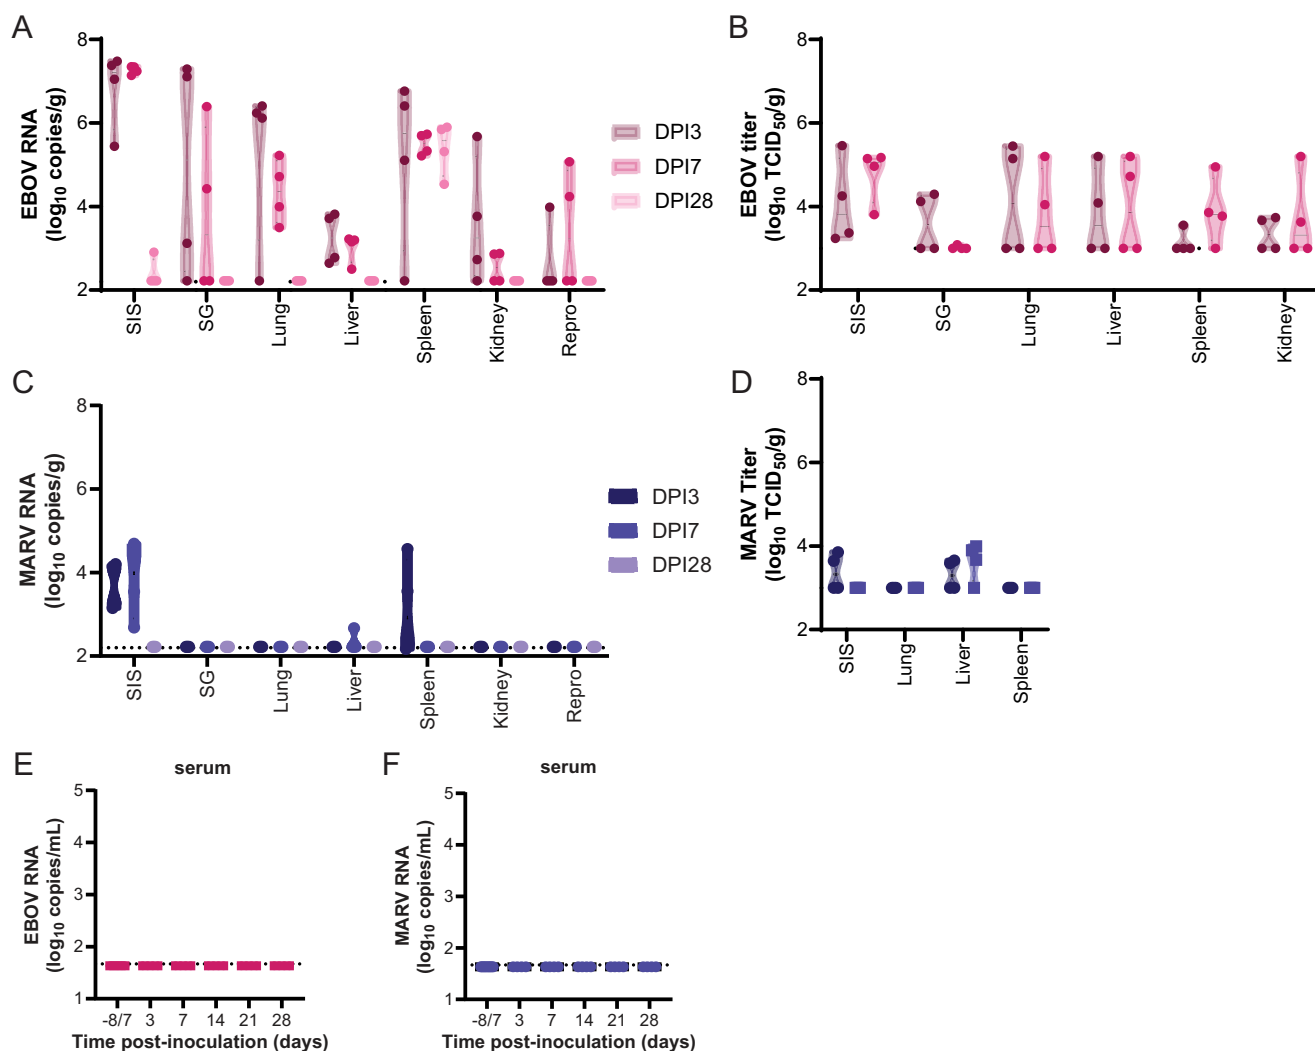 A
EBOV RNA
(log10 copies/g)
8
6
4
2
SIS
SG
Lung
Liver
Spleen
Kidney
Repro
DPI3
DPI7
DPI28
B
EBOV titer
(log10 TCID50/g)
8
6
4
2
SIS
SG
Lung
Liver
Spleen
Kidney
C
MARV RNA
(log10 copies/g)
8
6
4
2
SIS
SG
Lung
Liver
Spleen
Kidney
Repro
DPI3
DPI7
DPI28
D
MARV Titer
(log10 TCID50/g)
8
6
4
2
SIS
Lung
Liver
Spleen
E
serum
EBOV RNA
(log10 copies/mL)
5
4
3
2
1
-8/7 3 7 14 21 28
Time post-inoculation (days)
F
serum
MARV RNA
(log10 copies/mL)
5
4
3
2
1
-8/7 3 7 14 21 28
Time post-inoculation (days)